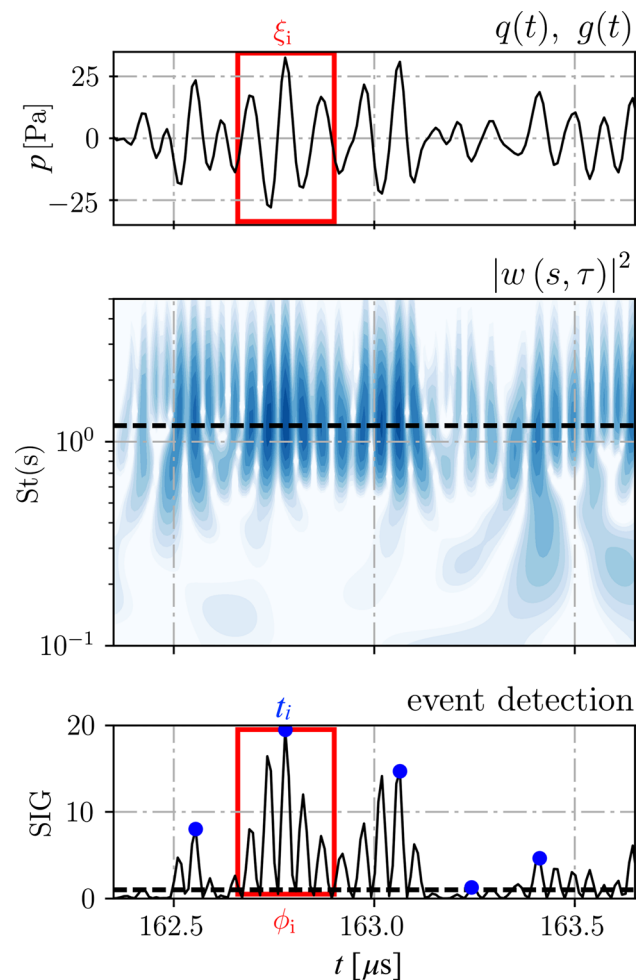 ξᵢ
q(t), g(t)
25
0
−25
p [Pa]
|w (s, τ)|²
10⁰
10⁻¹
St(s)
tᵢ
event detection
20
10
0
SIG
ϕᵢ
162.5 163.0 163.5
t [μs]